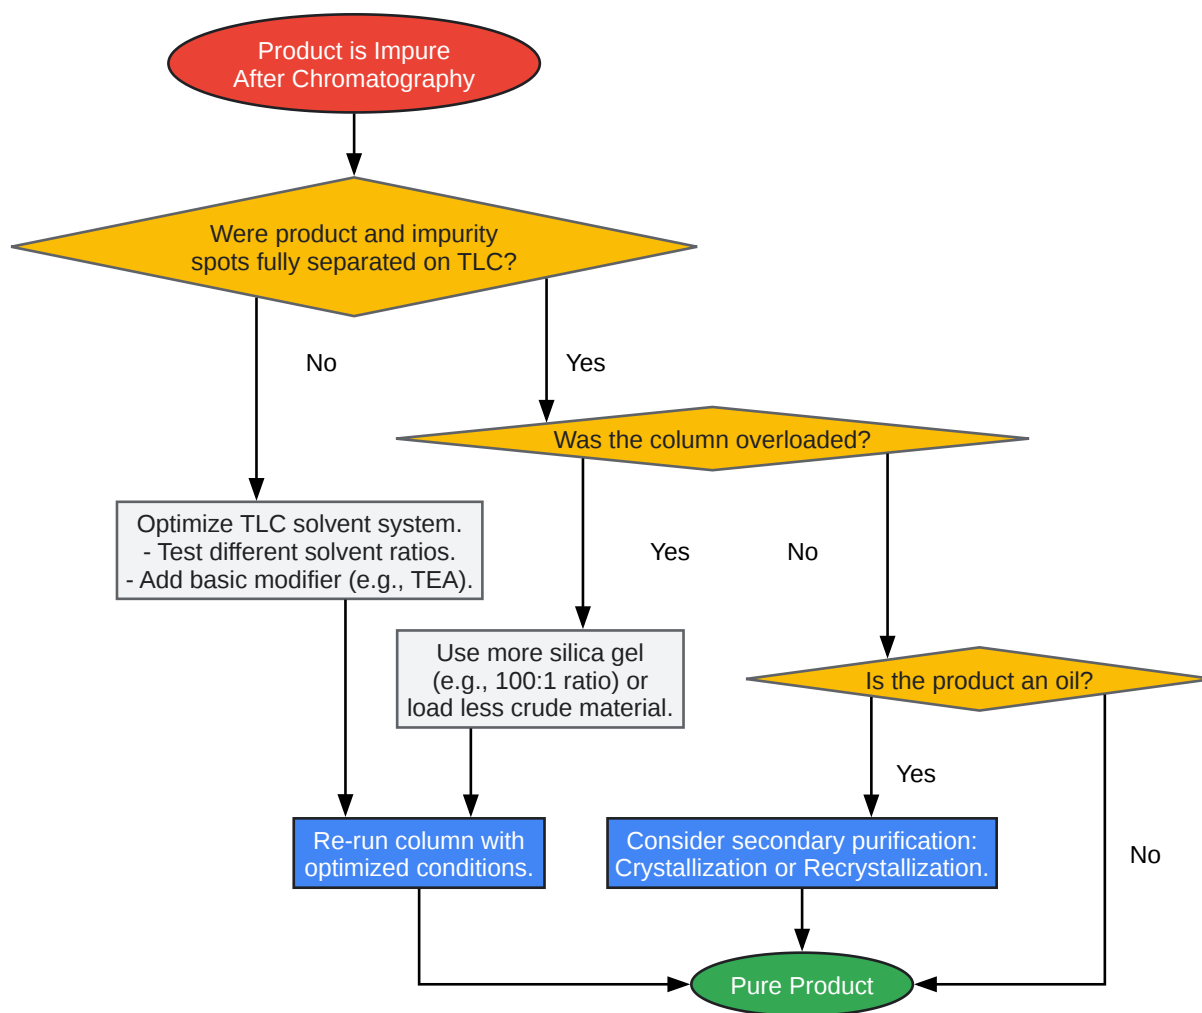 Product is Impure
After Chromatography
Were product and impurity
spots fully separated on TLC?
No
Yes
Was the column overloaded?
Optimize TLC solvent system.
- Test different solvent ratios.
- Add basic modifier (e.g., TEA).
Yes
No
Use more silica gel
(e.g., 100:1 ratio) or
load less crude material.
Is the product an oil?
Yes
No
Re-run column with
optimized conditions.
Consider secondary purification:
Crystallization or Recrystallization.
Pure Product